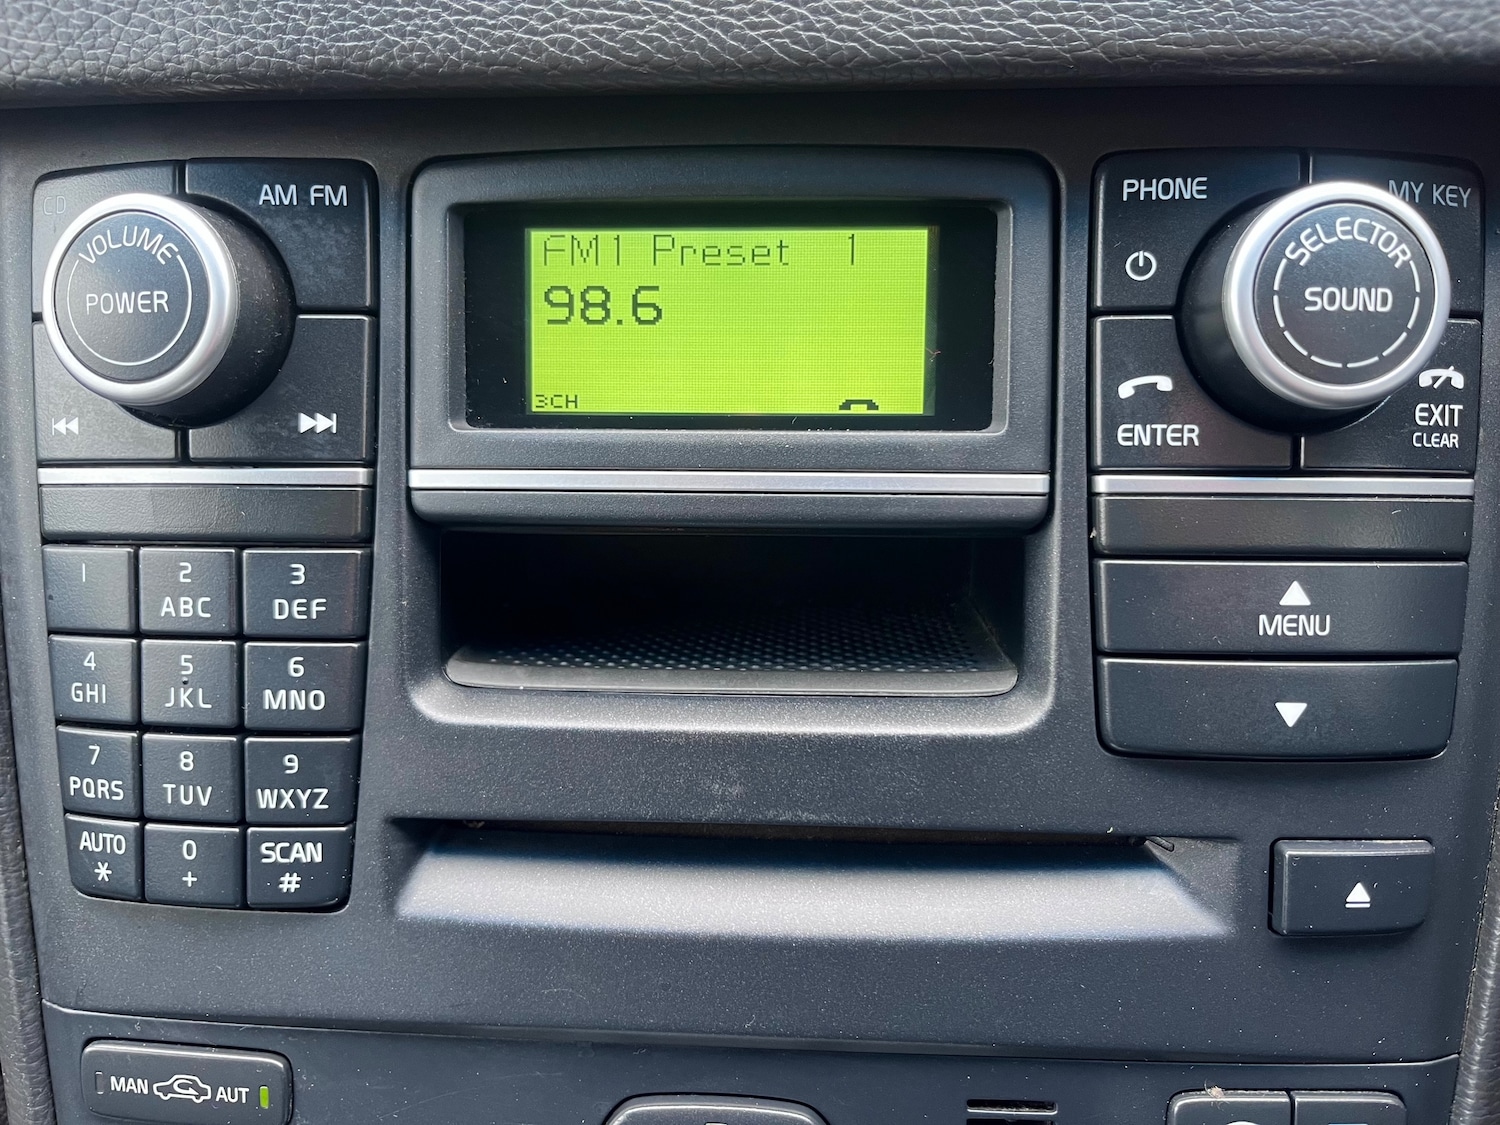 CD
AM FM
VOLUME
POWER
FM1 Preset 1
98.6
3CH
PHONE
MY KEY
SELECTOR
SOUND
ENTER
EXIT
CLEAR
MENU
1
2
ABC
3
DEF
4
GHI
5
JKL
6
MNO
7
PQRS
8
TUV
9
WXYZ
AUTO
*
0
+
SCAN
#
MAN AUT